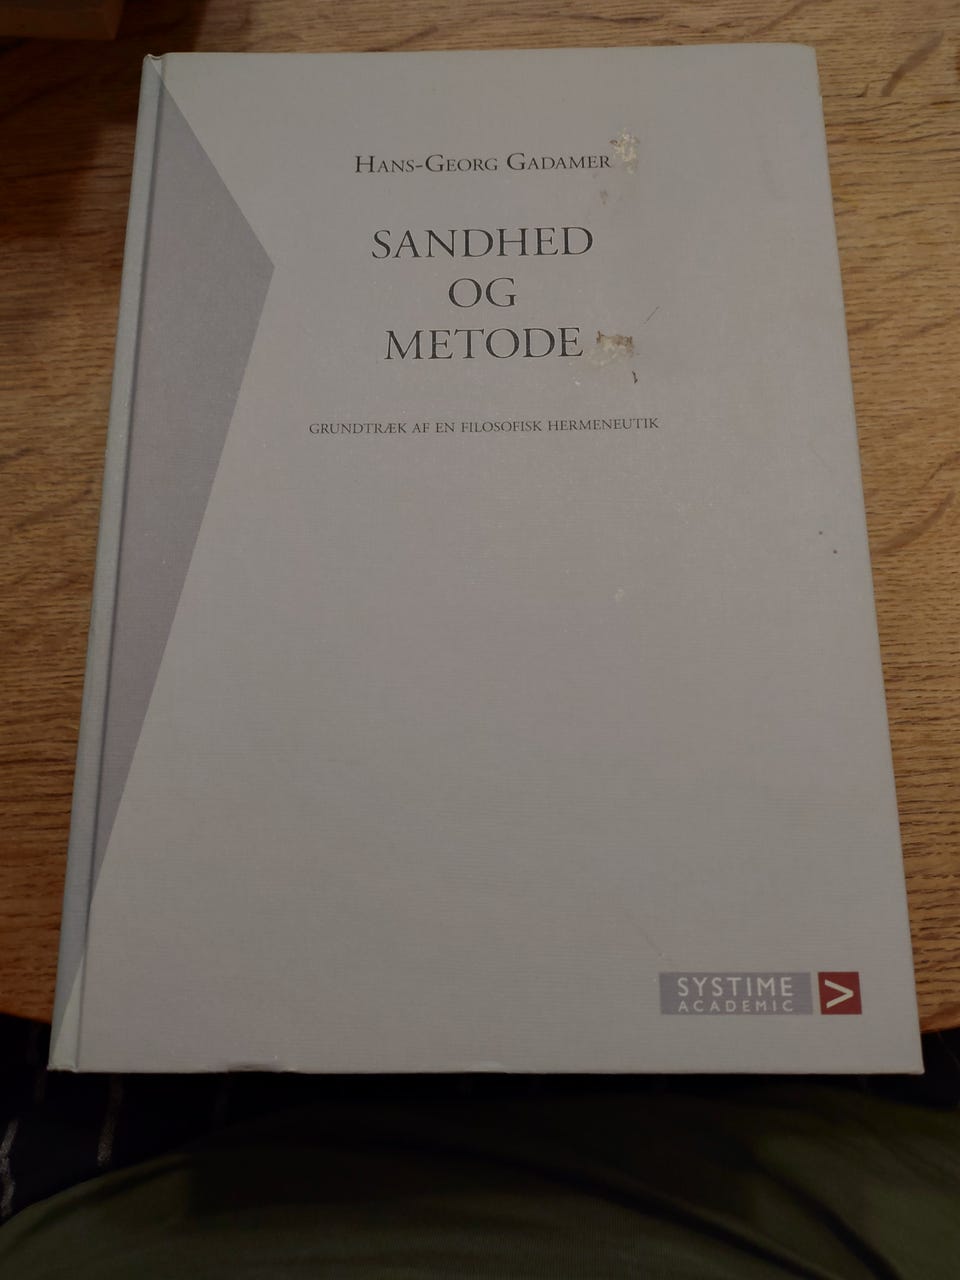 HANS-GEORG GADAMER
SANDHED
OG
METODE
GRUNDTRÆK AF EN FILOSOFISK HERMENEUTIK
SYSTIME
ACADEMIC